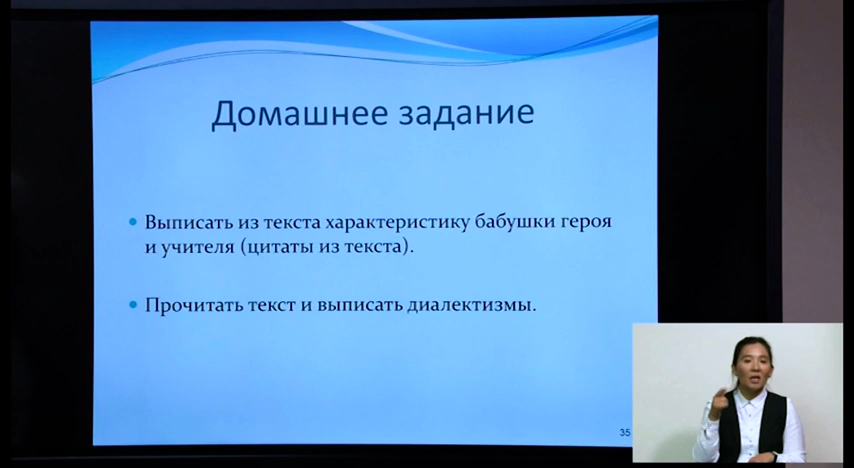 Домашнее задание
Выписать из текста характеристику бабушки героя
и учителя (цитаты из текста).
Прочитать текст и выписать диалектизмы.
35